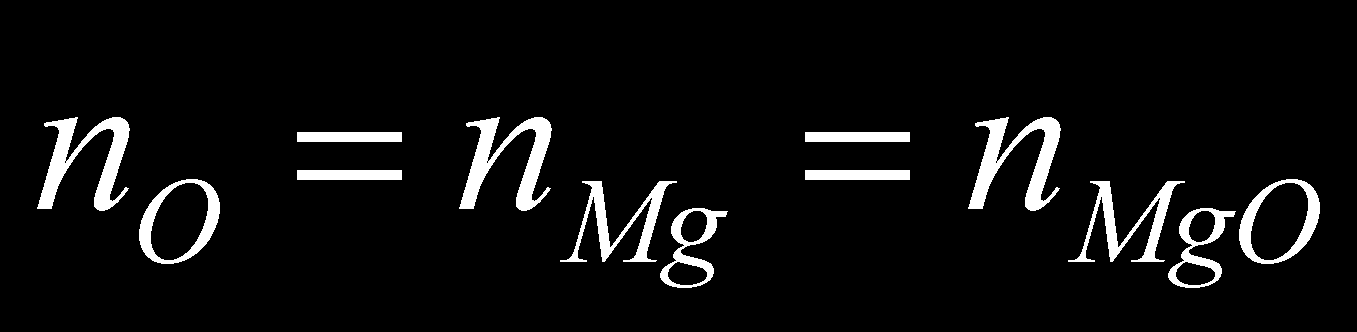 n_O = n_Mg = n_MgO